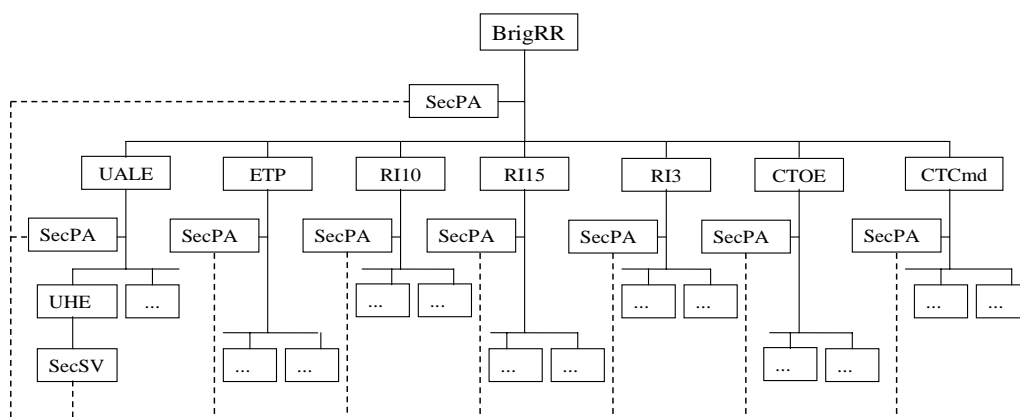 BrigRR
SecPA
UALE ETP RI10 RI15 RI3 CTOE CTCmd
SecPA SecPA SecPA SecPA SecPA SecPA SecPA
UHE ... ... ... ... ... ... ...
SecSV ... ... ... ... ... ...